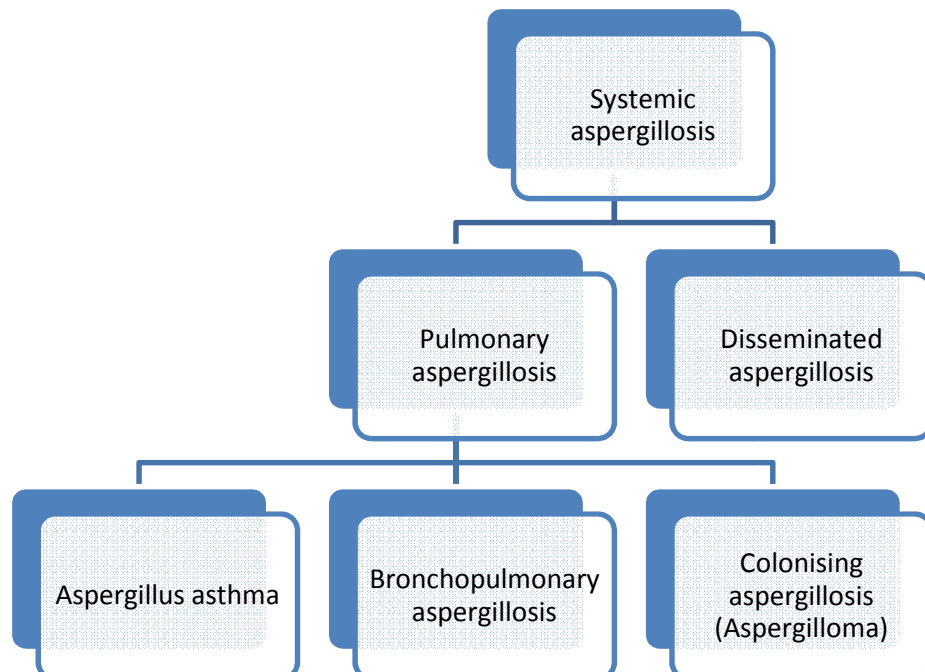 Systemic
aspergillosis
Pulmonary
aspergillosis
Disseminated
aspergillosis
Aspergillus asthma
Bronchopulmonary
aspergillosis
Colonising
aspergillosis
(Aspergilloma)